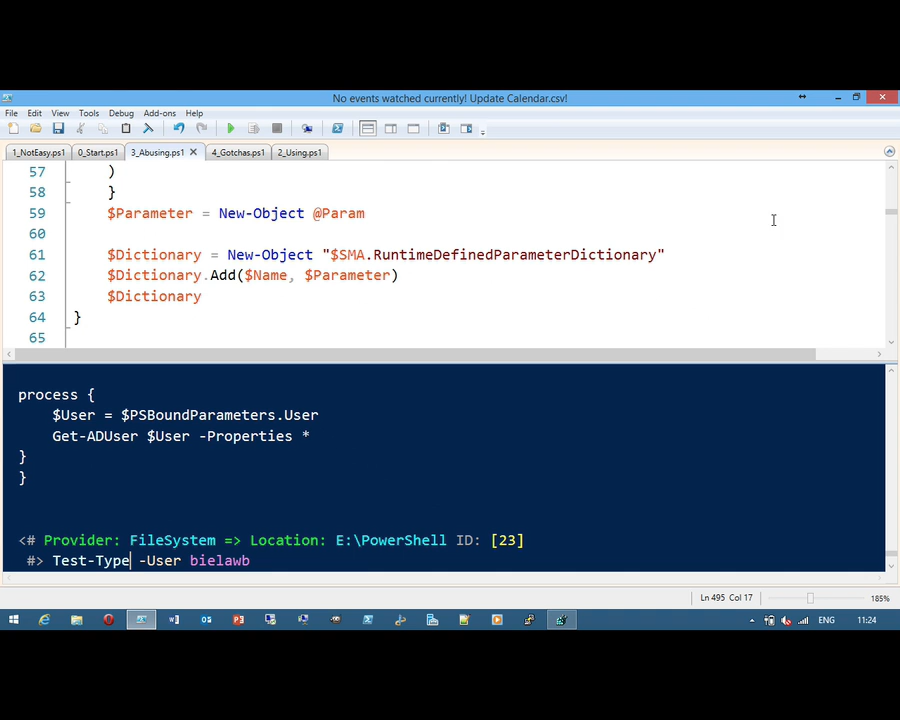 No events watched currently! Update Calendar.csv!
File Edit View Tools Debug Add-ons Help
1_NotEasy.ps1 0_Start.ps1 3_Abusing.ps1 4_Gotchas.ps1 2_Using.ps1
57 )
58 }
59 $Parameter = New-Object @Param
60
61 $Dictionary = New-Object "$SMA.RuntimeDefinedParameterDictionary"
62 $Dictionary.Add($Name, $Parameter)
63 $Dictionary
64 }
65
process {
$User = $PSBoundParameters.User
Get-ADUser $User -Properties *
}
}
<# Provider: FileSystem => Location: E:\PowerShell ID: [23]
#> Test-Type -User bielawb
Ln 495 Col 17 185%
ENG 11:24